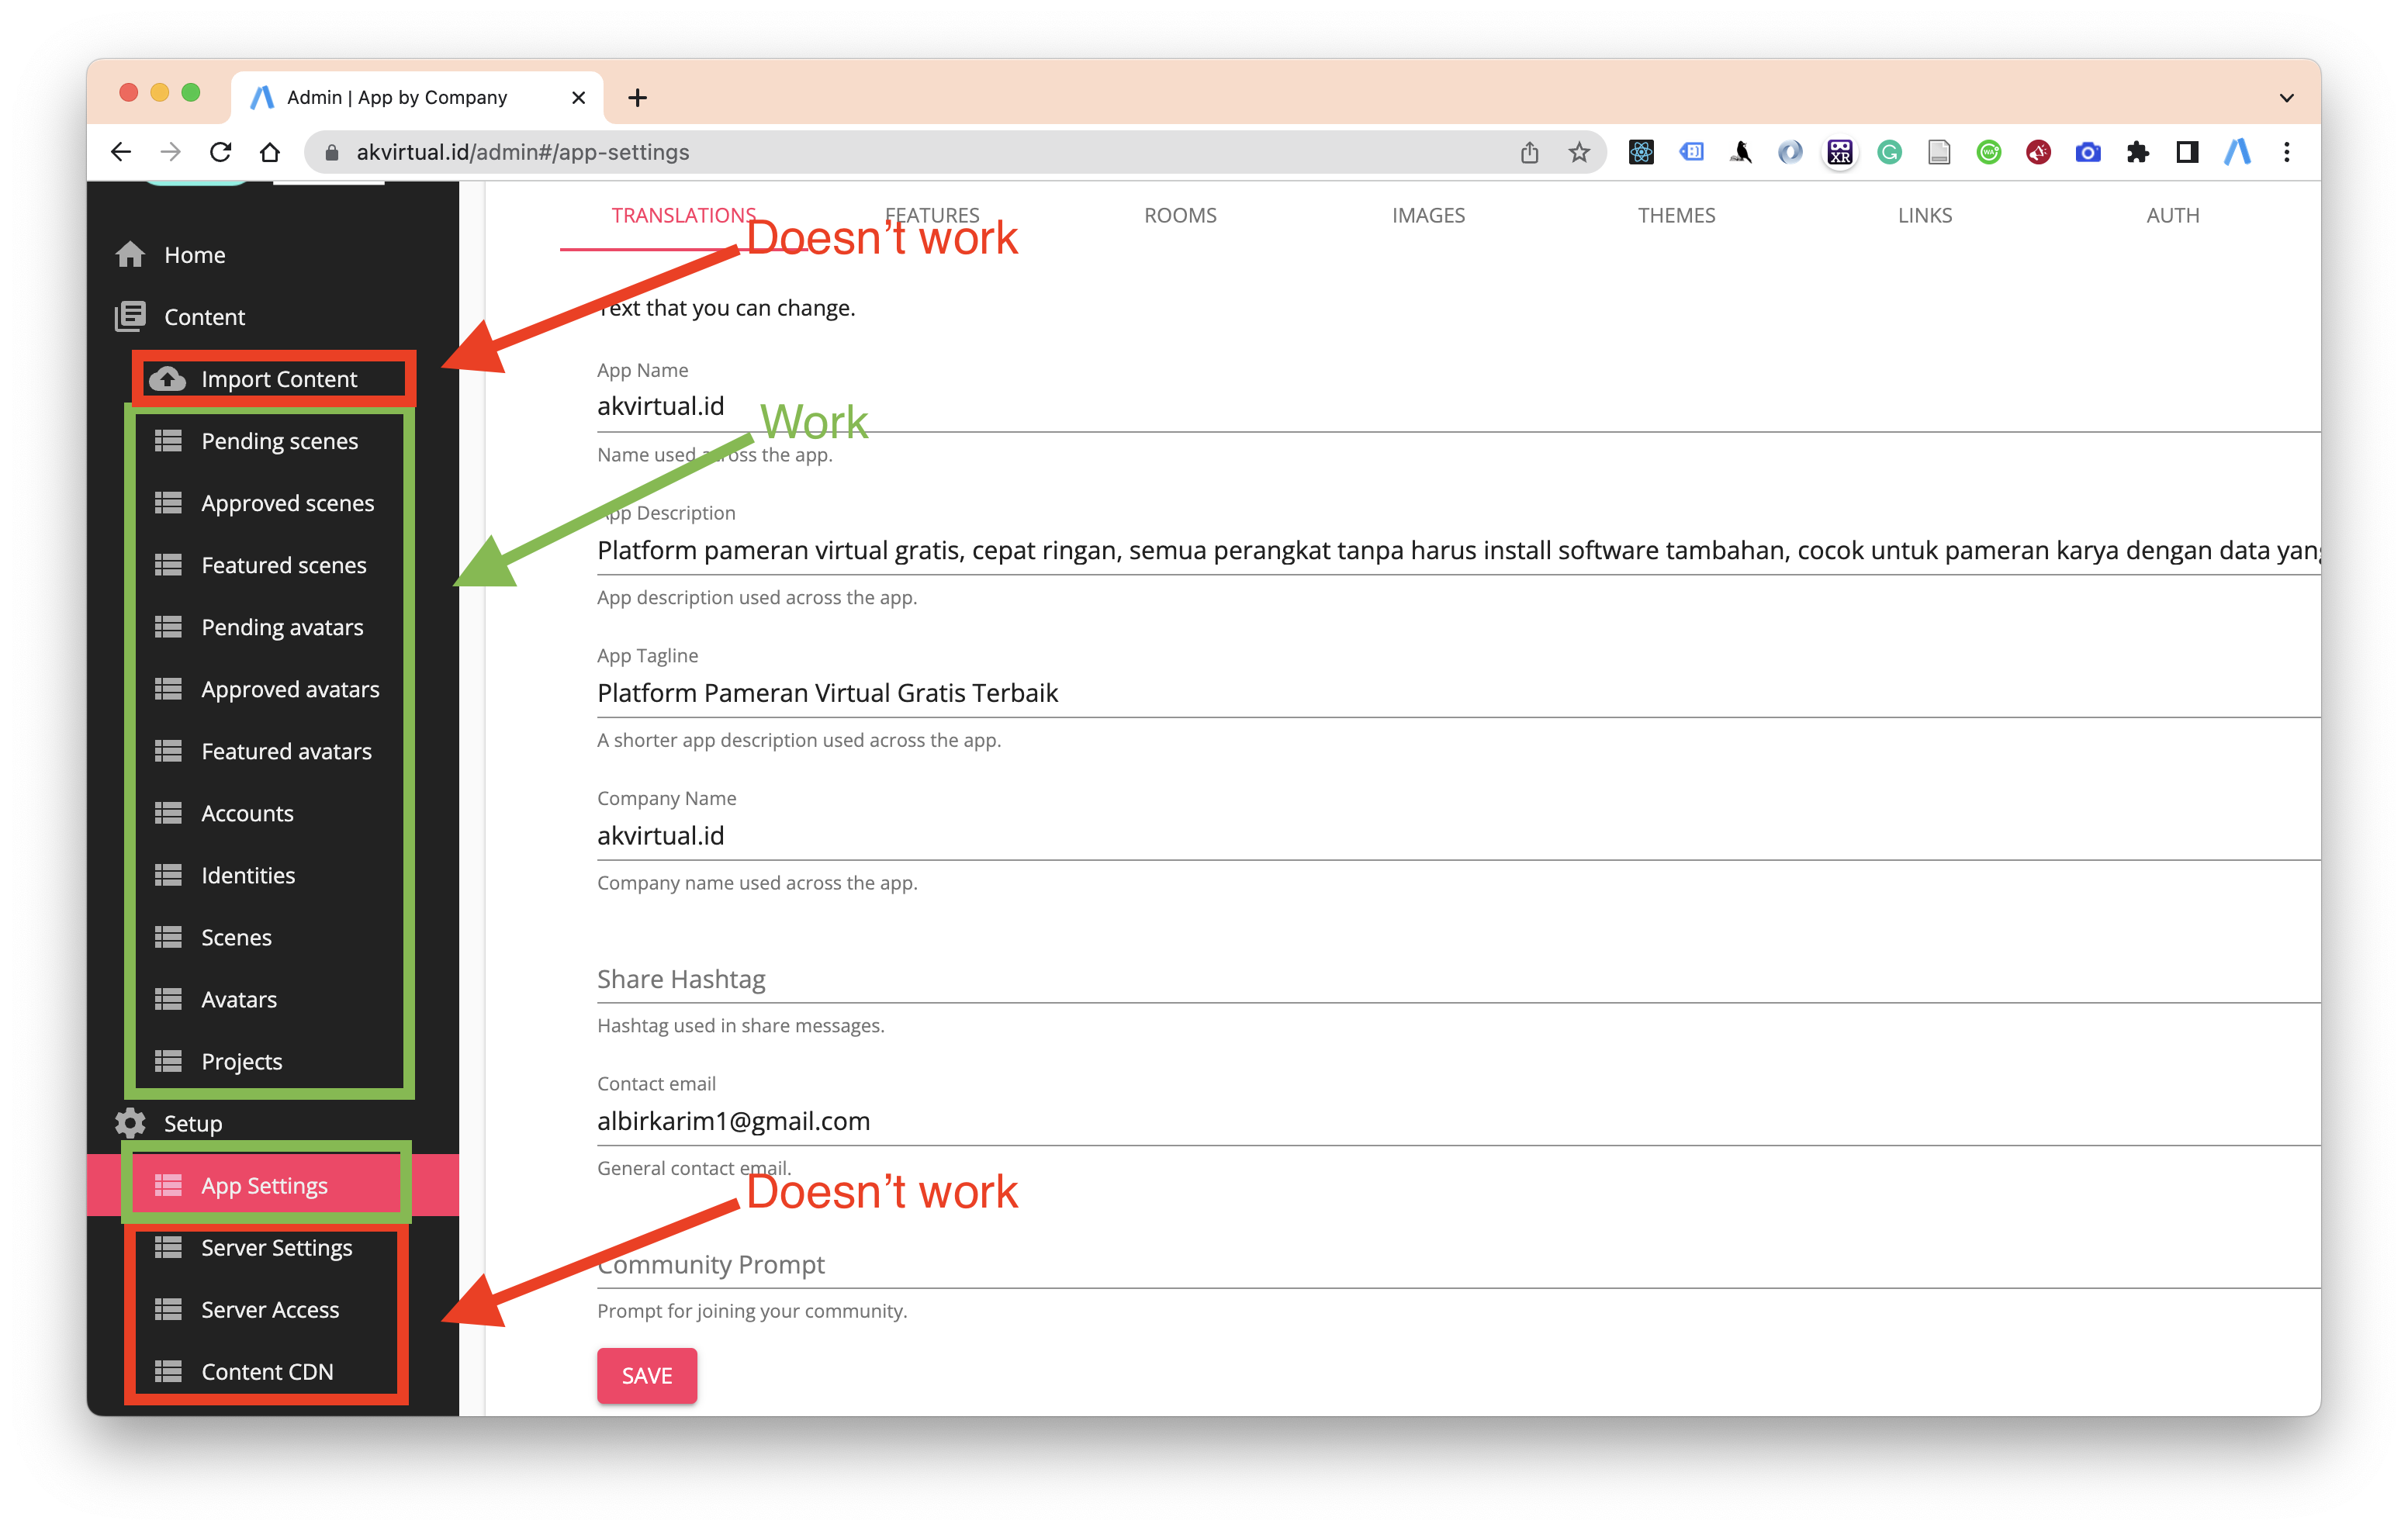 Admin | App by Company
akvirtual.id/admin#/app-settings
Home
Content
Import Content
Pending scenes
Approved scenes
Featured scenes
Pending avatars
Approved avatars
Featured avatars
Accounts
Identities
Scenes
Avatars
Projects
Setup
App Settings
Server Settings
Server Access
Content CDN
TRANSLATIONS FEATURES ROOMS IMAGES THEMES LINKS AUTH
Doesn't work
Text that you can change.
App Name
akvirtual.id
Work
Name used across the app.
App Description
Platform pameran virtual gratis, cepat ringan, semua perangkat tanpa harus install software tambahan, cocok untuk pameran karya dengan data yang
App description used across the app.
App Tagline
Platform Pameran Virtual Gratis Terbaik
A shorter app description used across the app.
Company Name
akvirtual.id
Company name used across the app.
Share Hashtag
Hashtag used in share messages.
Contact email
albirkarim1@gmail.com
General contact email.
Doesn't work
Community Prompt
Prompt for joining your community.
SAVE